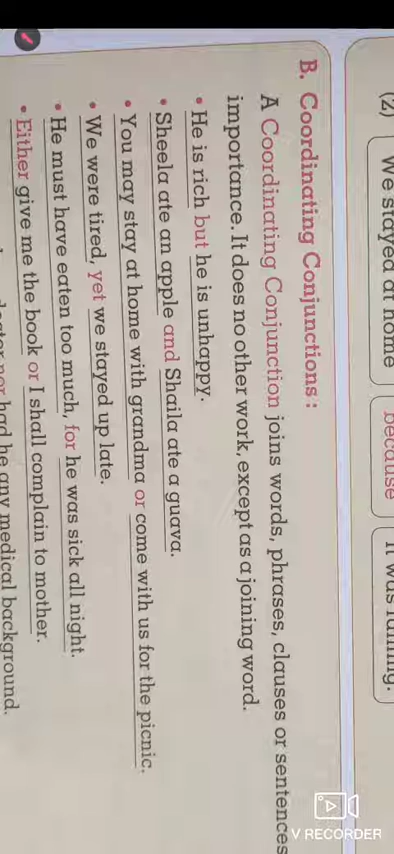 (2) We stayed at home because it was raining.
B. Coordinating Conjunctions :
A Coordinating Conjunction joins words, phrases, clauses or sentences
importance. It does no other work, except as a joining word.
• He is rich but he is unhappy.
• Sheela ate an apple and Shaila ate a guava.
• You may stay at home with grandma or come with us for the picnic.
• We were tired, yet we stayed up late.
• He must have eaten too much, for he was sick all night.
• Either give me the book or I shall complain to mother.
nor had he any medical background.
V RECORDER